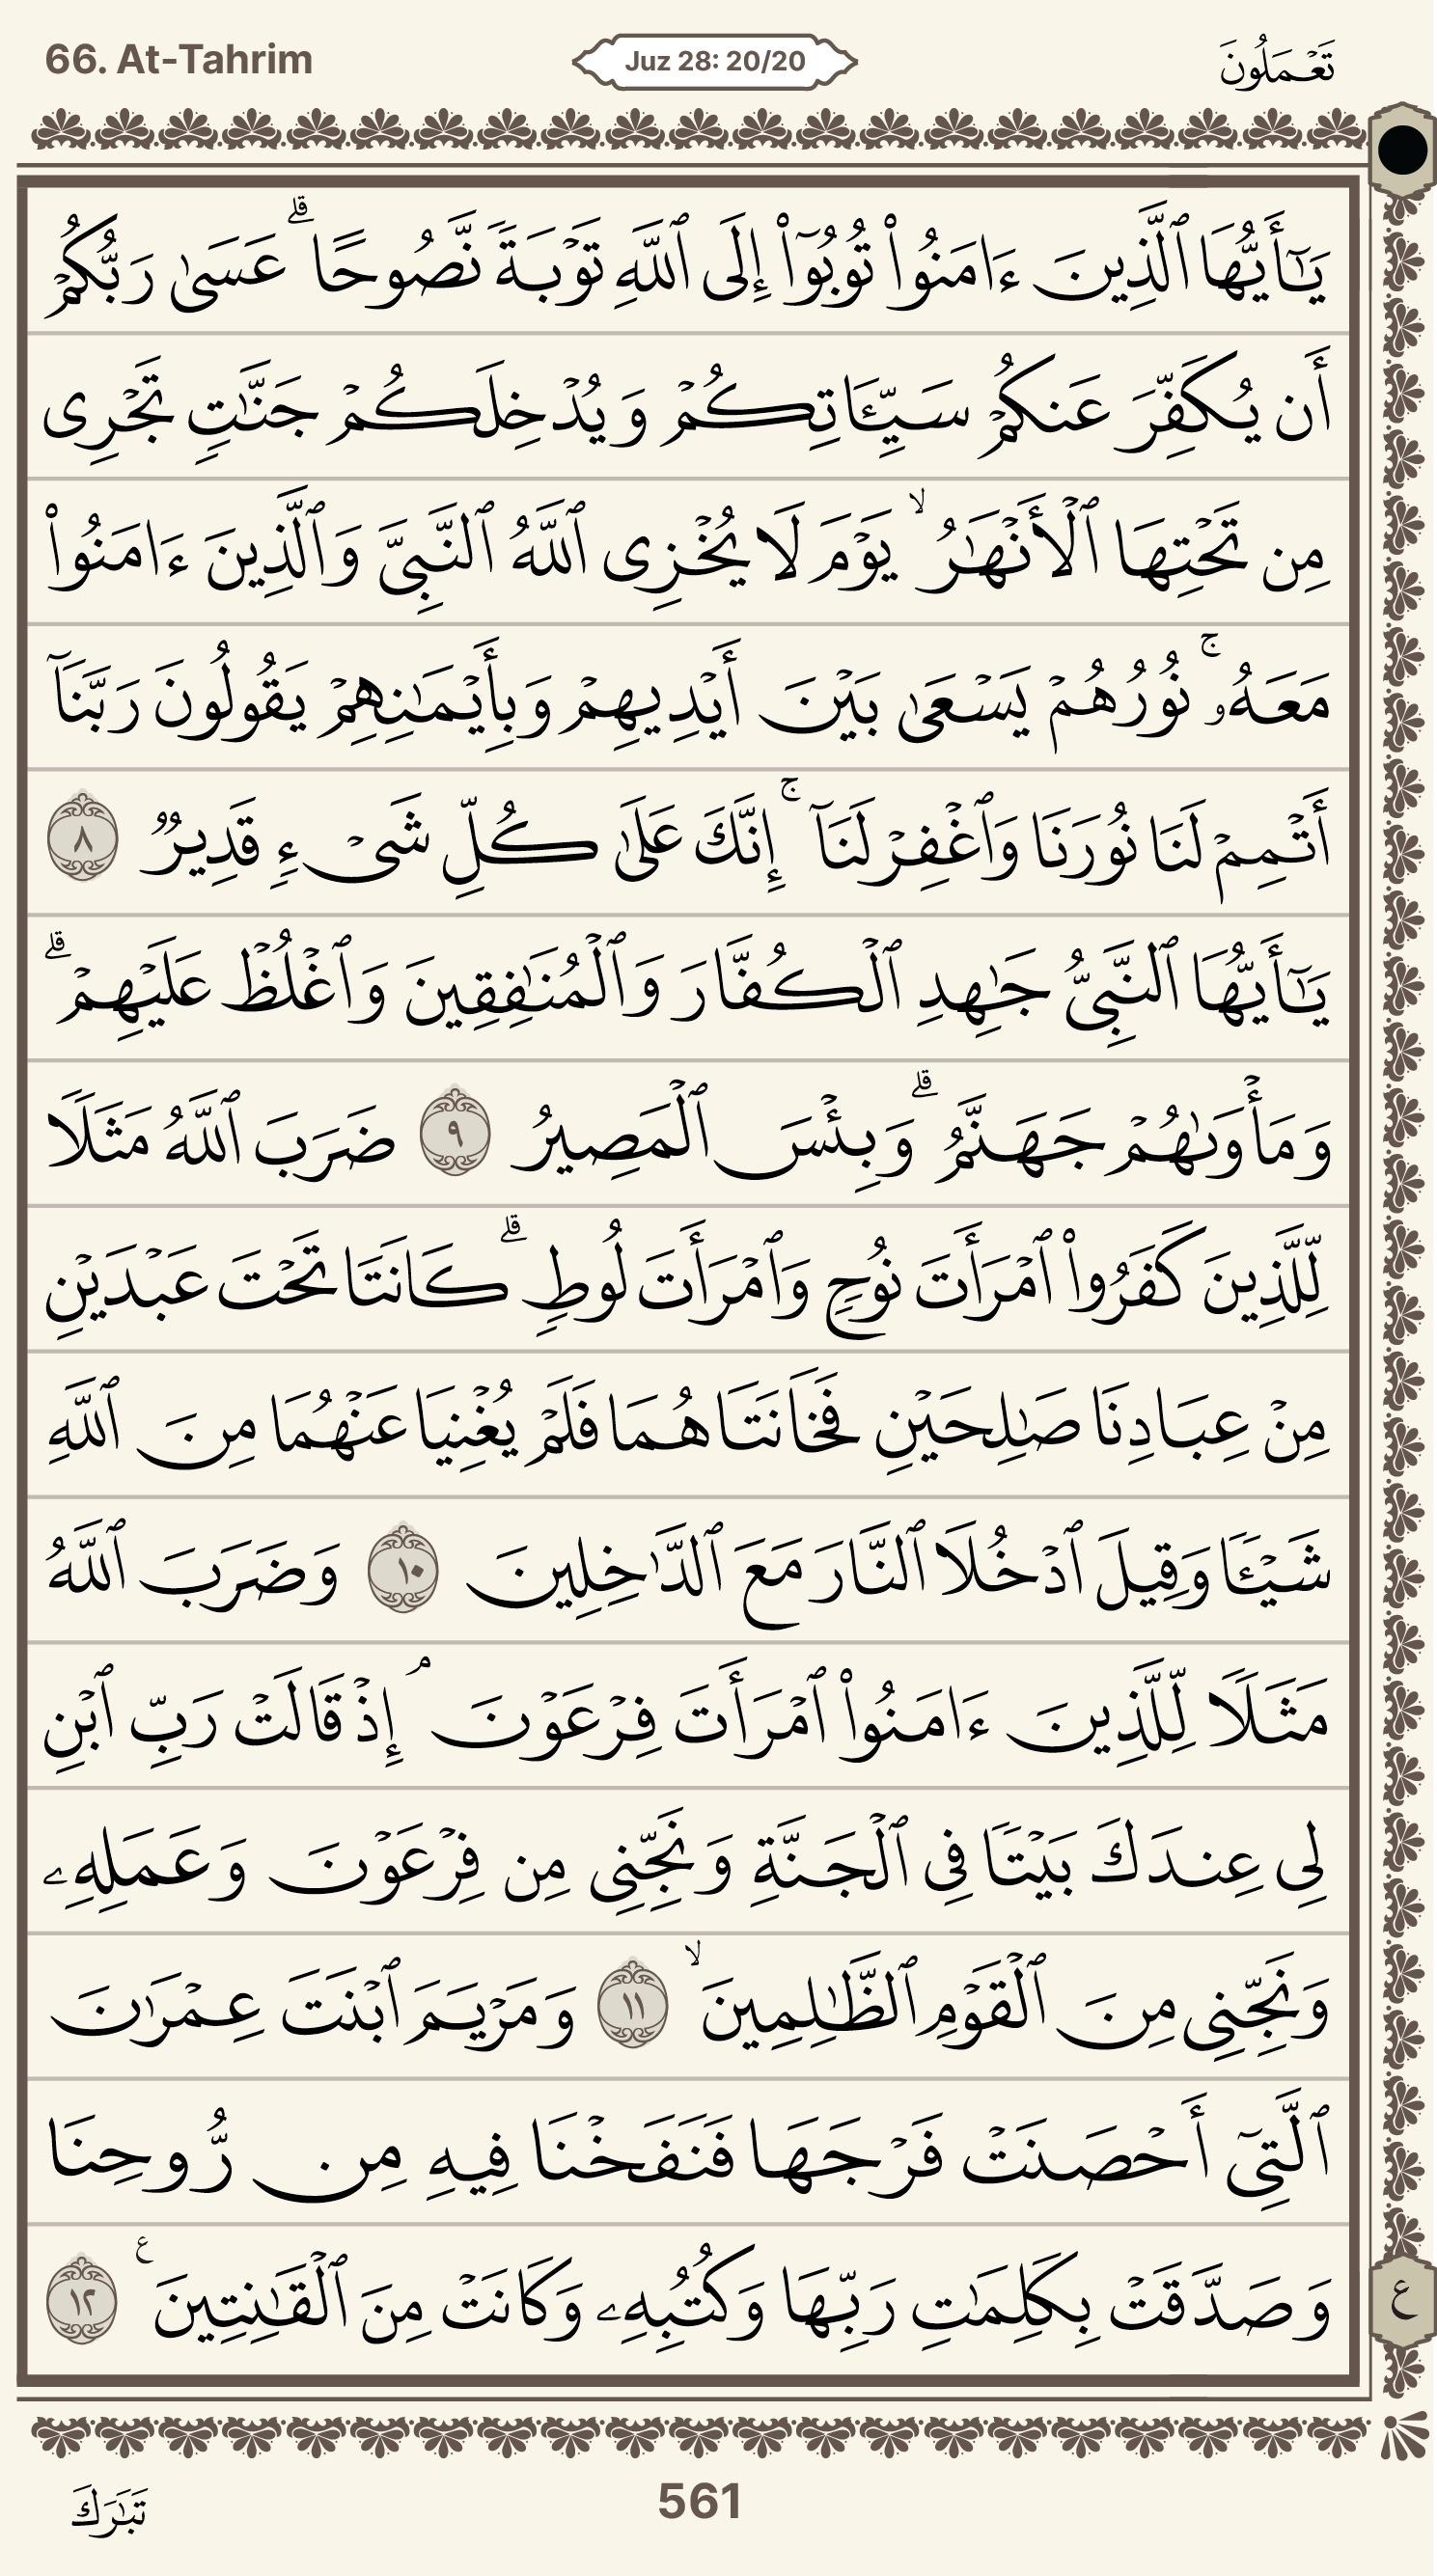 66. At-Tahrim
Juz 28: 20/20
تَعْمَلُونَ
يَـٰٓأَيُّهَا ٱلَّذِينَ ءَامَنُوا۟ تُوبُوٓا۟ إِلَى ٱللَّهِ تَوْبَةً نَّصُوحًا ۖ عَسَىٰ رَبُّكُمْ
أَن يُكَفِّرَ عَنكُمْ سَيِّـَٔاتِكُمْ وَيُدْخِلَكُمْ جَنَّـٰتٍ تَجْرِى
مِن تَحْتِهَا ٱلْأَنْهَـٰرُ ۙ يَوْمَ لَا يُخْزِى ٱللَّهُ ٱلنَّبِىَّ وَٱلَّذِينَ ءَامَنُوا۟
مَعَهُۥ ۚ نُورُهُمْ يَسْعَىٰ بَيْنَ أَيْدِيهِمْ وَبِأَيْمَـٰنِهِمْ يَقُولُونَ رَبَّنَآ
أَتْمِمْ لَنَا نُورَنَا وَٱغْفِرْ لَنَآ ۚ إِنَّكَ عَلَىٰ كُلِّ شَىْءٍ قَدِيرٌ ٨
يَـٰٓأَيُّهَا ٱلنَّبِىُّ جَـٰهِدِ ٱلْكُفَّارَ وَٱلْمُنَـٰفِقِينَ وَٱغْلُظْ عَلَيْهِمْ ۖ
وَمَأْوَىٰهُمْ جَهَنَّمُ ۖ وَبِئْسَ ٱلْمَصِيرُ ٩ ضَرَبَ ٱللَّهُ مَثَلًا
لِّلَّذِينَ كَفَرُوا۟ ٱمْرَأَتَ نُوحٍ وَٱمْرَأَتَ لُوطٍ ۖ كَانَتَا تَحْتَ عَبْدَيْنِ
مِنْ عِبَادِنَا صَـٰلِحَيْنِ فَخَانَتَاهُمَا فَلَمْ يُغْنِيَا عَنْهُمَا مِنَ ٱللَّهِ
شَيْـًٔا وَقِيلَ ٱدْخُلَا ٱلنَّارَ مَعَ ٱلدَّٰخِلِينَ ١٠ وَضَرَبَ ٱللَّهُ
مَثَلًا لِّلَّذِينَ ءَامَنُوا۟ ٱمْرَأَتَ فِرْعَوْنَ ۘ إِذْ قَالَتْ رَبِّ ٱبْنِ
لِى عِندَكَ بَيْتًا فِى ٱلْجَنَّةِ وَنَجِّنِى مِن فِرْعَوْنَ وَعَمَلِهِۦ
وَنَجِّنِى مِنَ ٱلْقَوْمِ ٱلظَّـٰلِمِينَ ۙ ١١ وَمَرْيَمَ ٱبْنَتَ عِمْرَٰنَ
ٱلَّتِىٓ أَحْصَنَتْ فَرْجَهَا فَنَفَخْنَا فِيهِ مِن رُّوحِنَا
وَصَدَّقَتْ بِكَلِمَـٰتِ رَبِّهَا وَكُتُبِهِۦ وَكَانَتْ مِنَ ٱلْقَـٰنِتِينَ ع ١٢
ع
تَبَـٰرَكَ
561